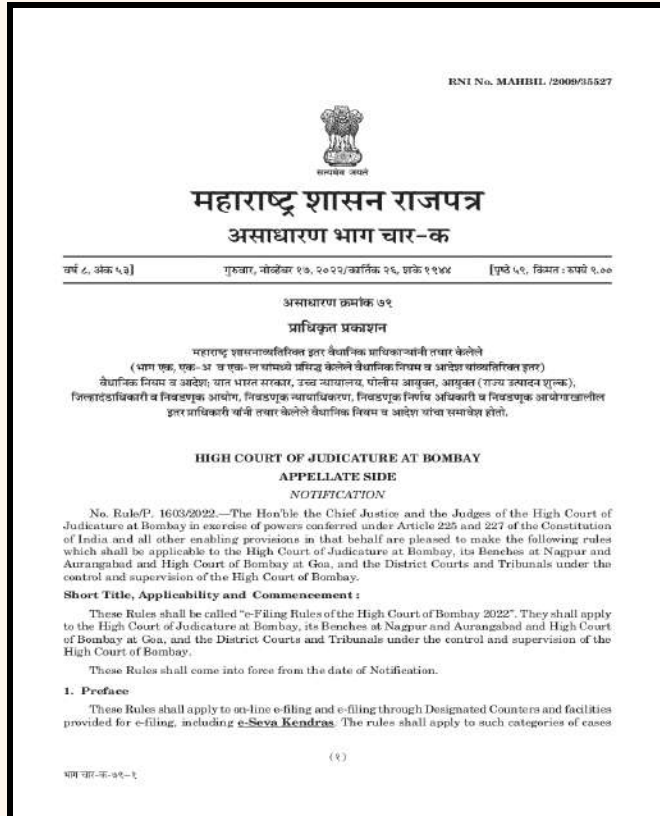 RNI No. MAHBIL /2009/35527
सत्यमेव जयते
महाराष्ट्र शासन राजपत्र
असाधारण भाग चार-क
वर्ष ८, अंक ५३]
गुरुवार, नोव्हेंबर १७, २०२२/कार्तिक २६, शके १९४४
[पृष्ठे ५९, किंमत : रुपये ९.००
असाधारण क्रमांक ७१
प्राधिकृत प्रकाशन
महाराष्ट्र शासनाव्यतिरिक्त इतर वैधानिक प्राधिकाऱ्यांनी तयार केलेले
(भाग एक, एक-अ व एक-ल यांमध्ये प्रसिद्ध केलेले वैधानिक नियम व आदेश यांव्यतिरिक्त इतर)
वैधानिक नियम व आदेश; यात भारत सरकार, उच्च न्यायालय, पोलीस आयुक्त, आयुक्त (राज्य उत्पादन शुल्क),
जिल्हादंडाधिकारी व निवडणूक आयोग, निवडणूक न्यायाधिकरण, निवडणूक निर्णय अधिकारी व निवडणूक आयोगाखालील
इतर प्राधिकारी यांनी तयार केलेले वैधानिक नियम व आदेश यांचा समावेश होतो.
HIGH COURT OF JUDICATURE AT BOMBAY
APPELLATE SIDE
NOTIFICATION
No. Rule/P. 1603/2022.—The Hon'ble the Chief Justice and the Judges of the High Court of
Judicature at Bombay in exercise of powers conferred under Article 225 and 227 of the Constitution
of India and all other enabling provisions in that behalf are pleased to make the following rules
which shall be applicable to the High Court of Judicature at Bombay, its Benches at Nagpur and
Aurangabad and High Court of Bombay at Goa, and the District Courts and Tribunals under the
control and supervision of the High Court of Bombay.
Short Title, Applicability and Commencement :
These Rules shall be called “e-Filing Rules of the High Court of Bombay 2022”. They shall apply
to the High Court of Judicature at Bombay, its Benches at Nagpur and Aurangabad and High Court
of Bombay at Goa, and the District Courts and Tribunals under the control and supervision of the
High Court of Bombay.
These Rules shall come into force from the date of Notification.
1. Preface
These Rules shall apply to on-line e-filing and e-filing through Designated Counters and facilities
provided for e-filing, including e-Seva Kendras. The rules shall apply to such categories of cases
(१)
भाग चार-क-७१—१